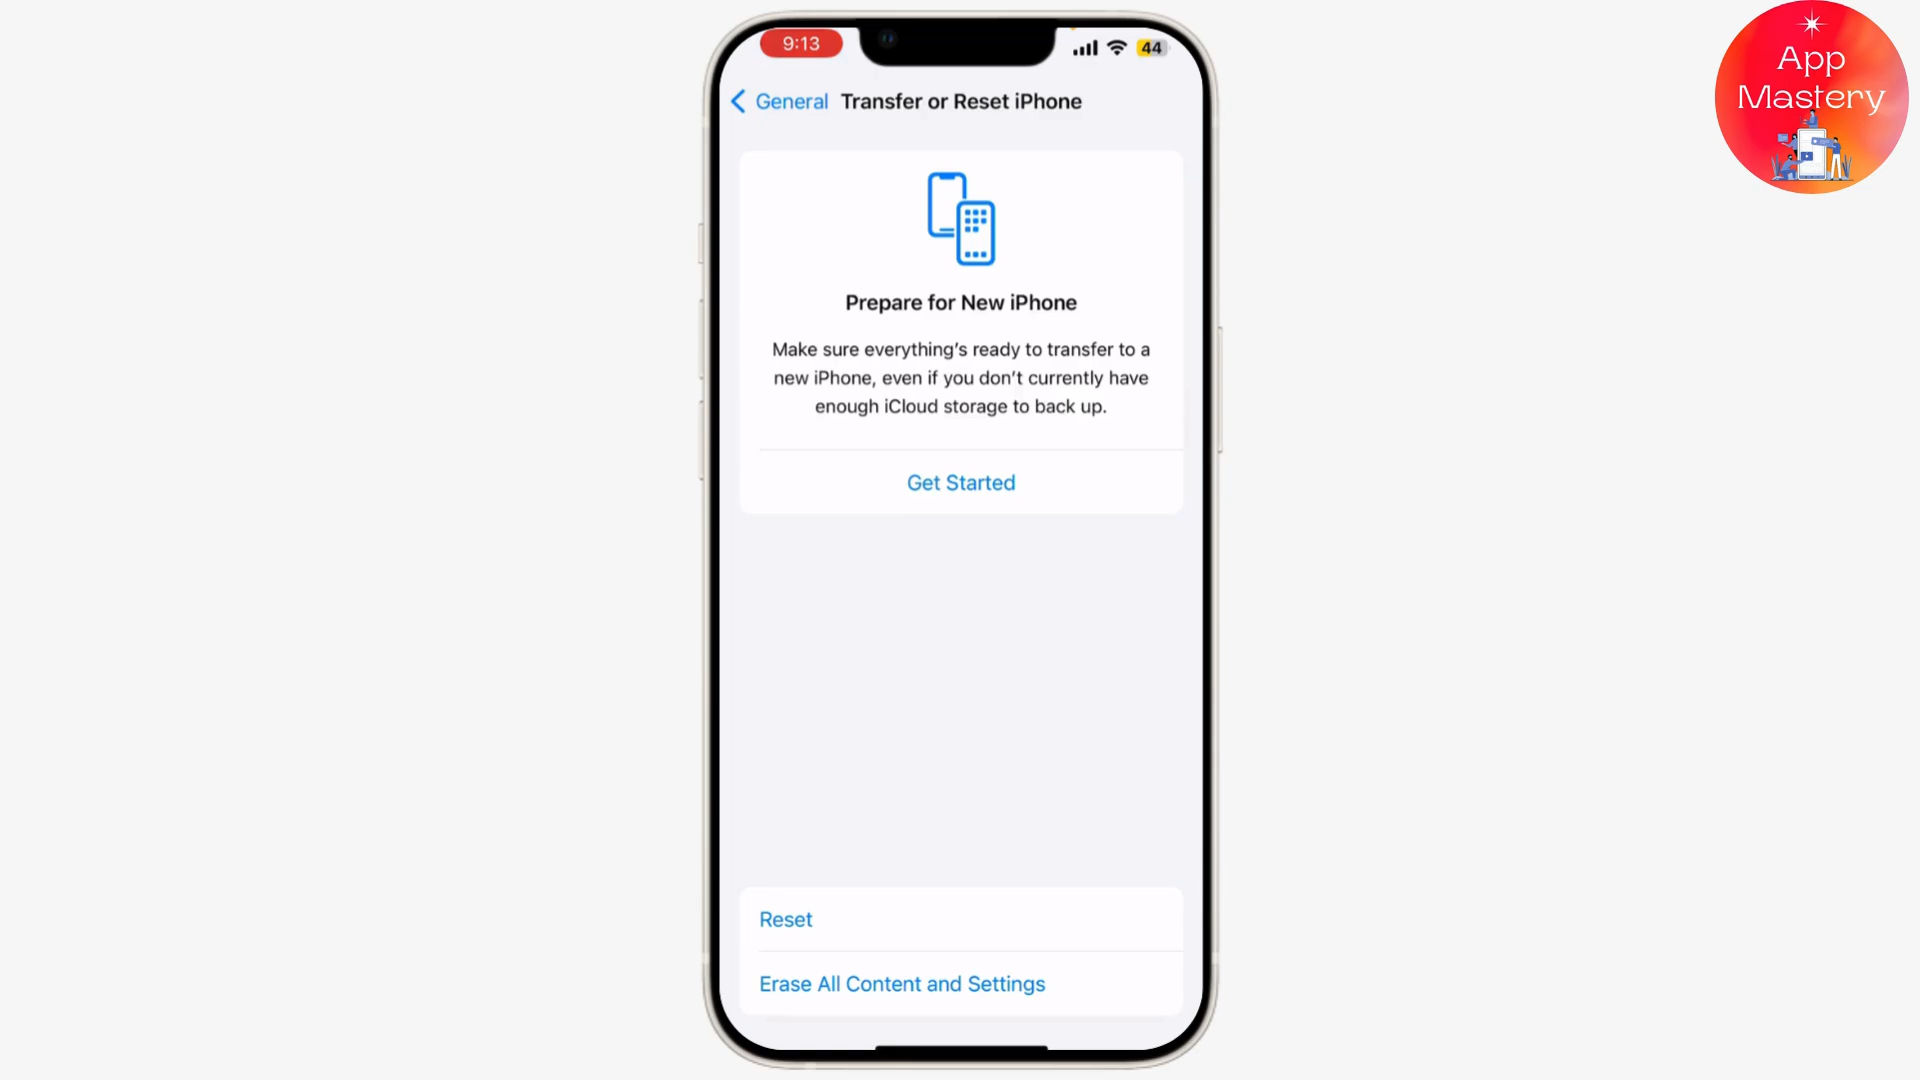 9:13
44
General Transfer or Reset iPhone
Prepare for New iPhone
Make sure everything's ready to transfer to a
new iPhone, even if you don't currently have
enough iCloud storage to back up.
Get Started
Reset
Erase All Content and Settings
App
Mastery